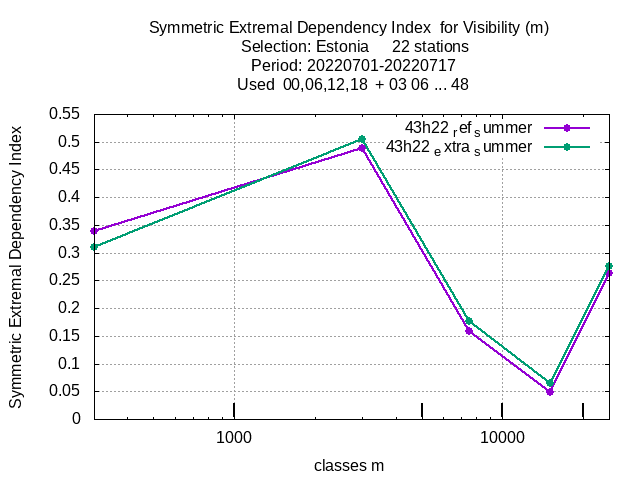 Symmetric Extremal Dependency Index  for Visibility (m)
Selection: Estonia     22 stations
Period: 20220701-20220717
Used  00,06,12,18  + 03 06 ... 48
Symmetric Extremal Dependency Index
0.55
0.5
0.45
0.4
0.35
0.3
0.25
0.2
0.15
0.1
0.05
0
43h22 ref summer
43h22 extra summer
1000
10000
classes m